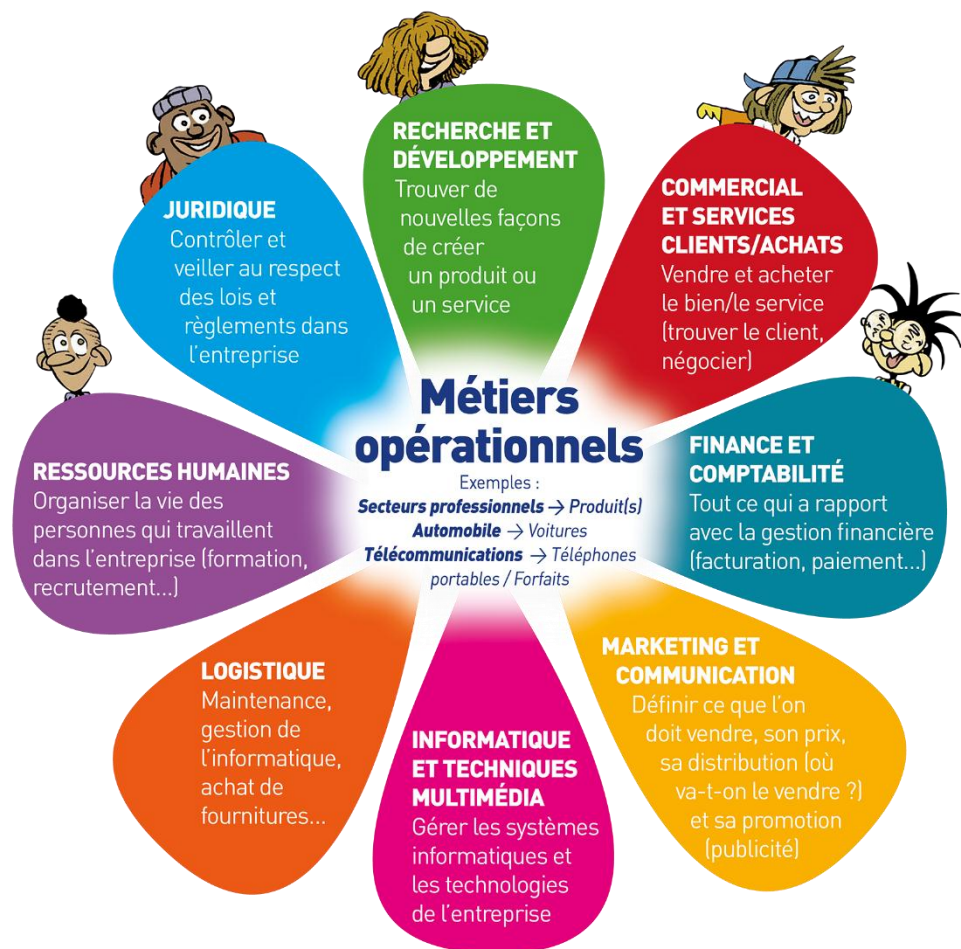 RECHERCHE ET
DÉVELOPPEMENT
Trouver de
nouvelles façons
de créer
un produit ou
un service
COMMERCIAL
ET SERVICES
CLIENTS/ACHATS
Vendre et acheter
le bien/le service
(trouver le client,
négocier)
FINANCE ET
COMPTABILITÉ
Tout ce qui a rapport
avec la gestion financière
(facturation, paiement...)
MARKETING ET
COMMUNICATION
Définir ce que l'on
doit vendre, son prix,
sa distribution (où
va-t-on le vendre ?)
et sa promotion
(publicité)
INFORMATIQUE
ET TECHNIQUES
MULTIMÉDIA
Gérer les systèmes
informatiques et
les technologies
de l'entreprise
LOGISTIQUE
Maintenance,
gestion de
l'informatique,
achat de
fournitures...
RESSOURCES HUMAINES
Organiser la vie des
personnes qui travaillent
dans l'entreprise (formation,
recrutement...)
JURIDIQUE
Contrôler et
veiller au respect
des lois et
règlements dans
l'entreprise
Métiers
opérationnels
Exemples :
Secteurs professionnels → Produit(s)
Automobile → Voitures
Télécommunications → Téléphones
portables / Forfaits